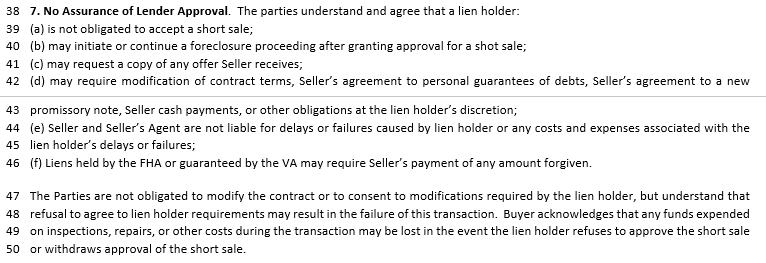 38 7. No Assurance of Lender Approval. The parties understand and agree that a lien holder:
39 (a) is not obligated to accept a short sale;
40 (b) may initiate or continue a foreclosure proceeding after granting approval for a shot sale;
41 (c) may request a copy of any offer Seller receives;
42 (d) may require modification of contract terms, Seller's agreement to personal guarantees of debts, Seller's agreement to a new
43 promissory note, Seller cash payments, or other obligations at the lien holder's discretion;
44 (e) Seller and Seller's Agent are not liable for delays or failures caused by lien holder or any costs and expenses associated with the
45 lien holder's delays or failures;
46 (f) Liens held by the FHA or guaranteed by the VA may require Seller's payment of any amount forgiven.
47 The Parties are not obligated to modify the contract or to consent to modifications required by the lien holder, but understand that
48 refusal to agree to lien holder requirements may result in the failure of this transaction. Buyer acknowledges that any funds expended
49 on inspections, repairs, or other costs during the transaction may be lost in the event the lien holder refuses to approve the short sale
50 or withdraws approval of the short sale.